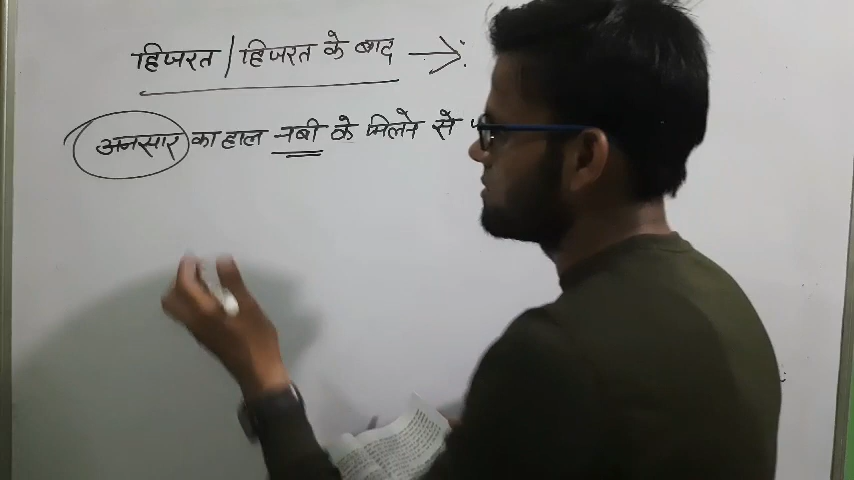 हिजरत / हिजरत के बाद →:
अनसार का हाल नबी के मिलने से